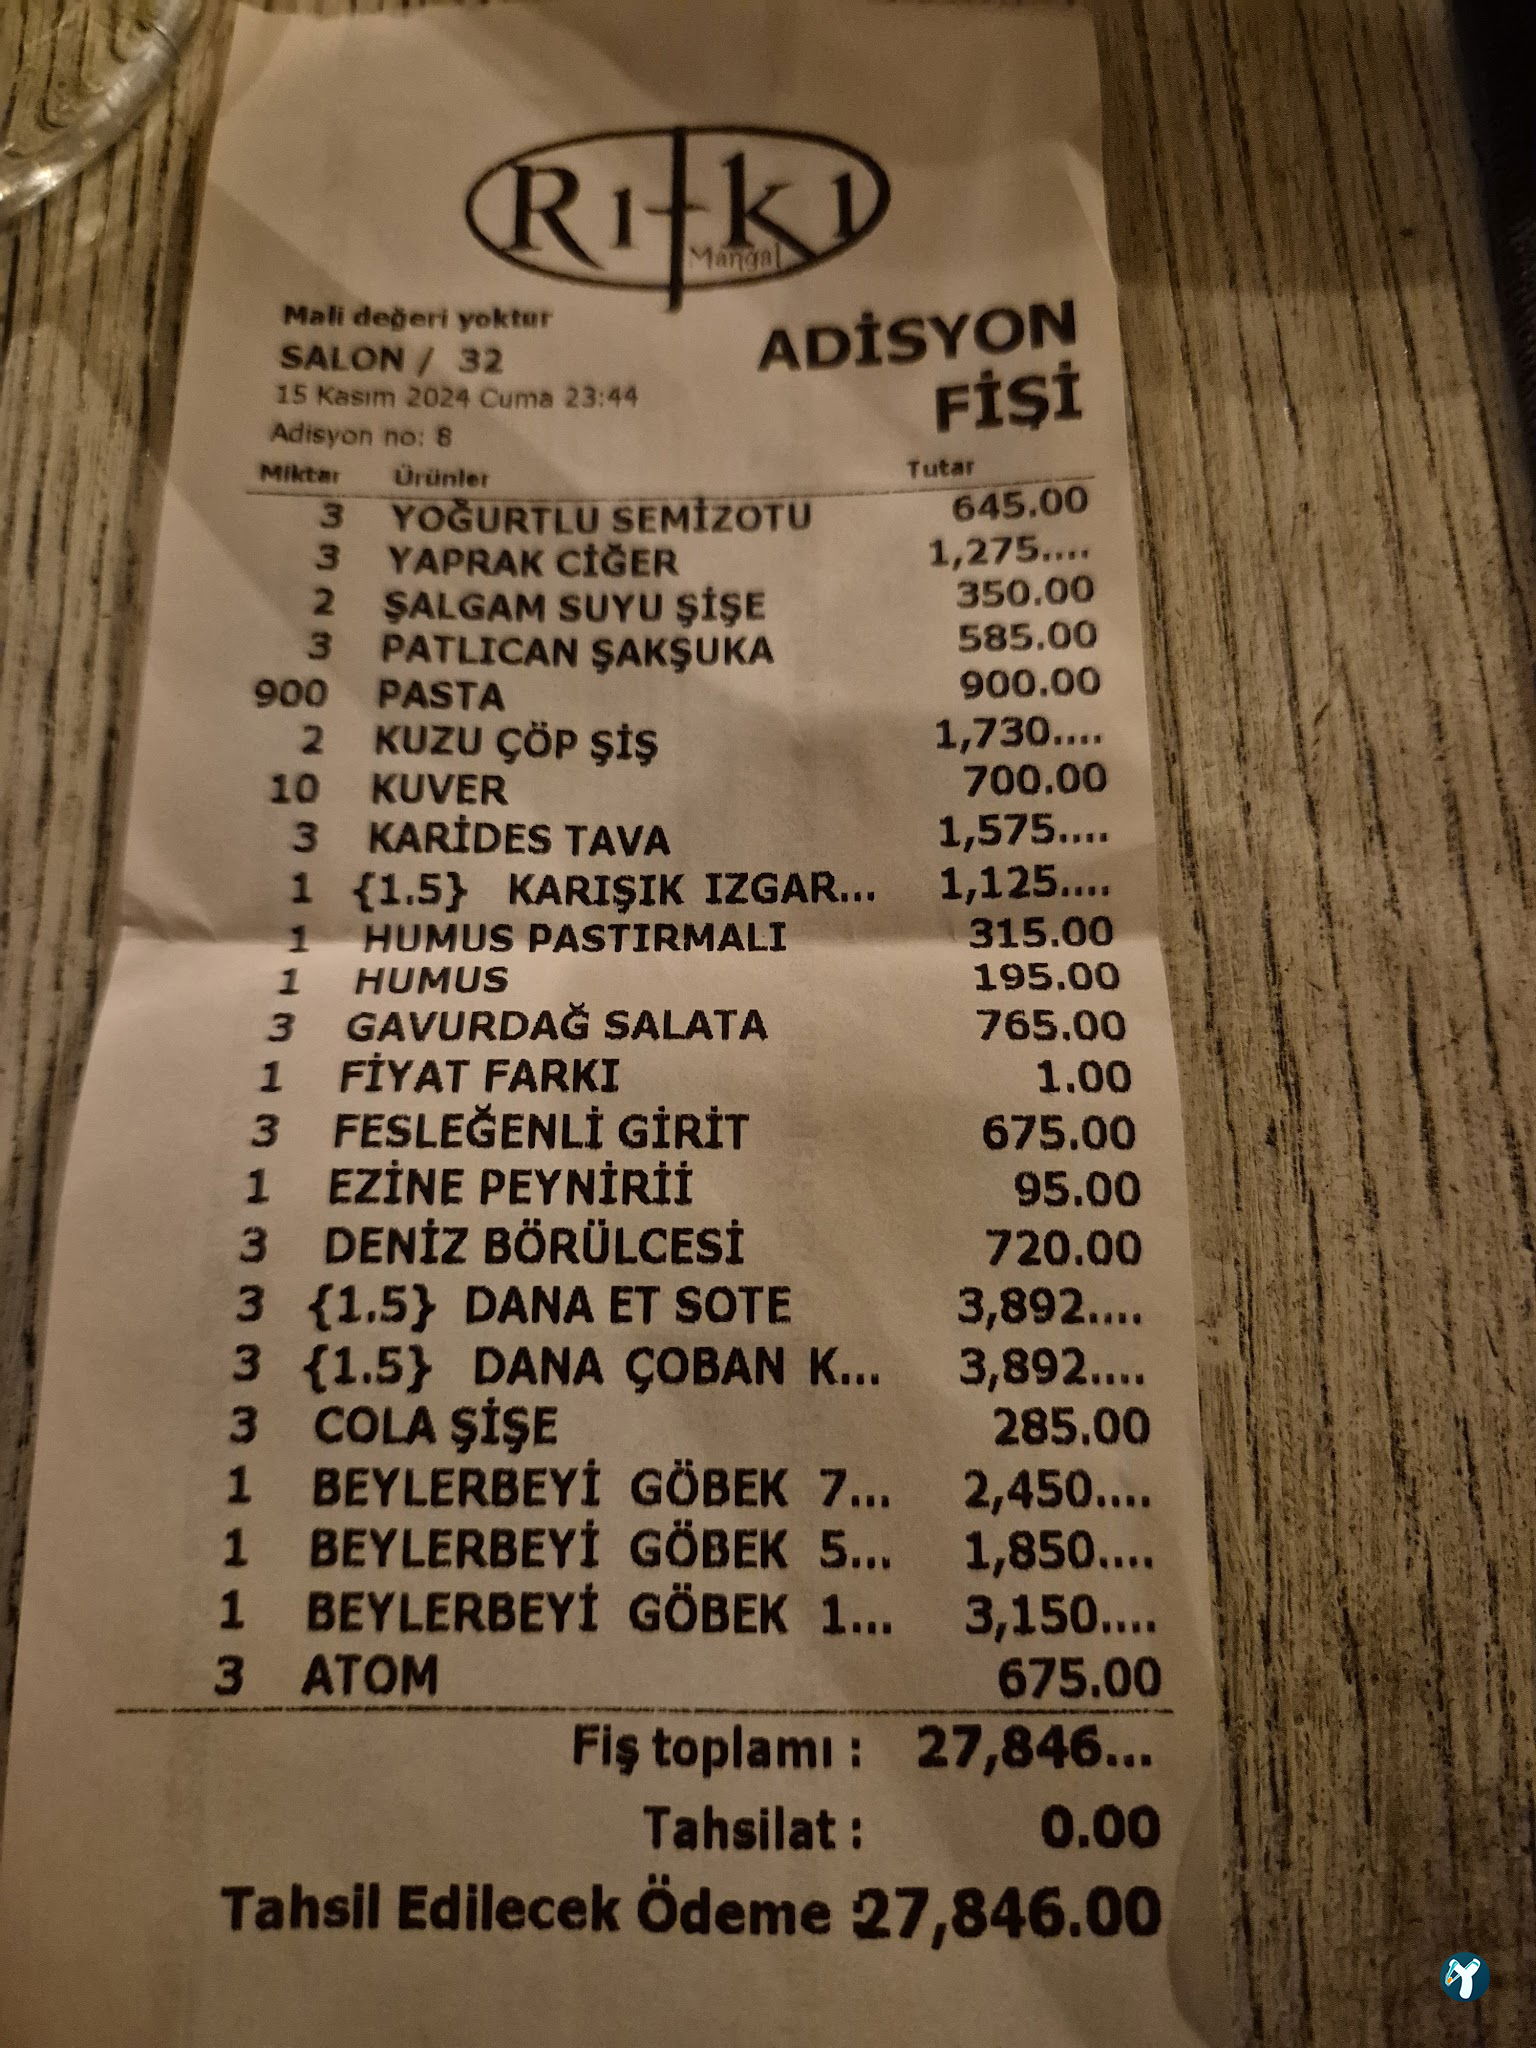 Rıfkı
Mangal
Mali değeri yoktur
SALON / 32
15 Kasım 2024 Cuma 23:44
Adisyon no: 8
ADİSYON
FİŞİ
Miktar Ürünler Tutar
3 YOĞURTLU SEMİZOTU 645.00
3 YAPRAK CİĞER 1,275....
2 ŞALGAM SUYU ŞİŞE 350.00
3 PATLICAN ŞAKŞUKA 585.00
900 PASTA 900.00
2 KUZU ÇÖP ŞİŞ 1,730....
10 KUVER 700.00
3 KARİDES TAVA 1,575....
1 {1.5} KARIŞIK IZGAR... 1,125....
1 HUMUS PASTIRMALI 315.00
1 HUMUS 195.00
3 GAVURDAĞ SALATA 765.00
1 FİYAT FARKI 1.00
3 FESLEĞENLİ GİRİT 675.00
1 EZİNE PEYNİRİİ 95.00
3 DENİZ BÖRÜLCESİ 720.00
3 {1.5} DANA ET SOTE 3,892....
3 {1.5} DANA ÇOBAN K... 3,892....
3 COLA ŞİŞE 285.00
1 BEYLERBEYİ GÖBEK 7... 2,450....
1 BEYLERBEYİ GÖBEK 5... 1,850....
1 BEYLERBEYİ GÖBEK 1... 3,150....
3 ATOM 675.00
Fiş toplamı : 27,846...
Tahsilat : 0.00
Tahsil Edilecek Ödeme :27,846.00